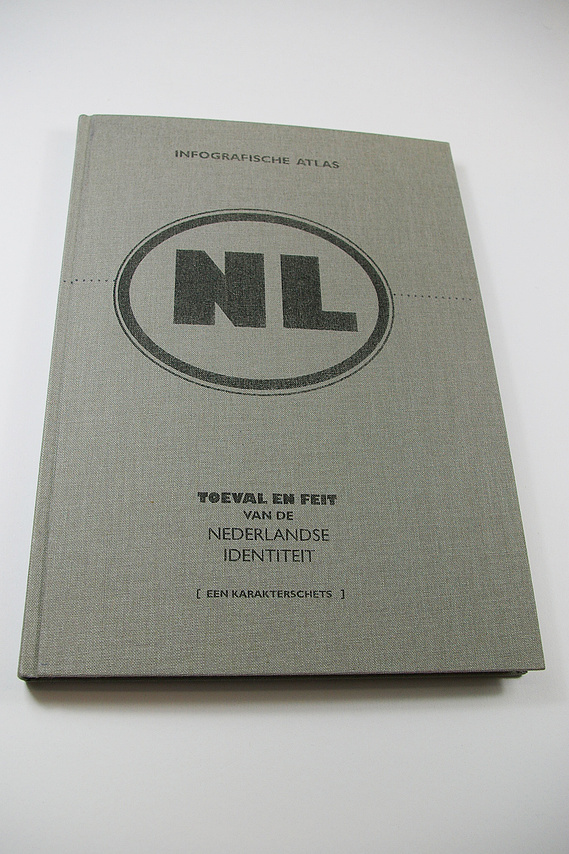 INFOGRAFISCHE ATLAS
NL
TOEVAL EN FEIT
VAN DE
NEDERLANDSE
IDENTITEIT
[ EEN KARAKTERSCHETS ]